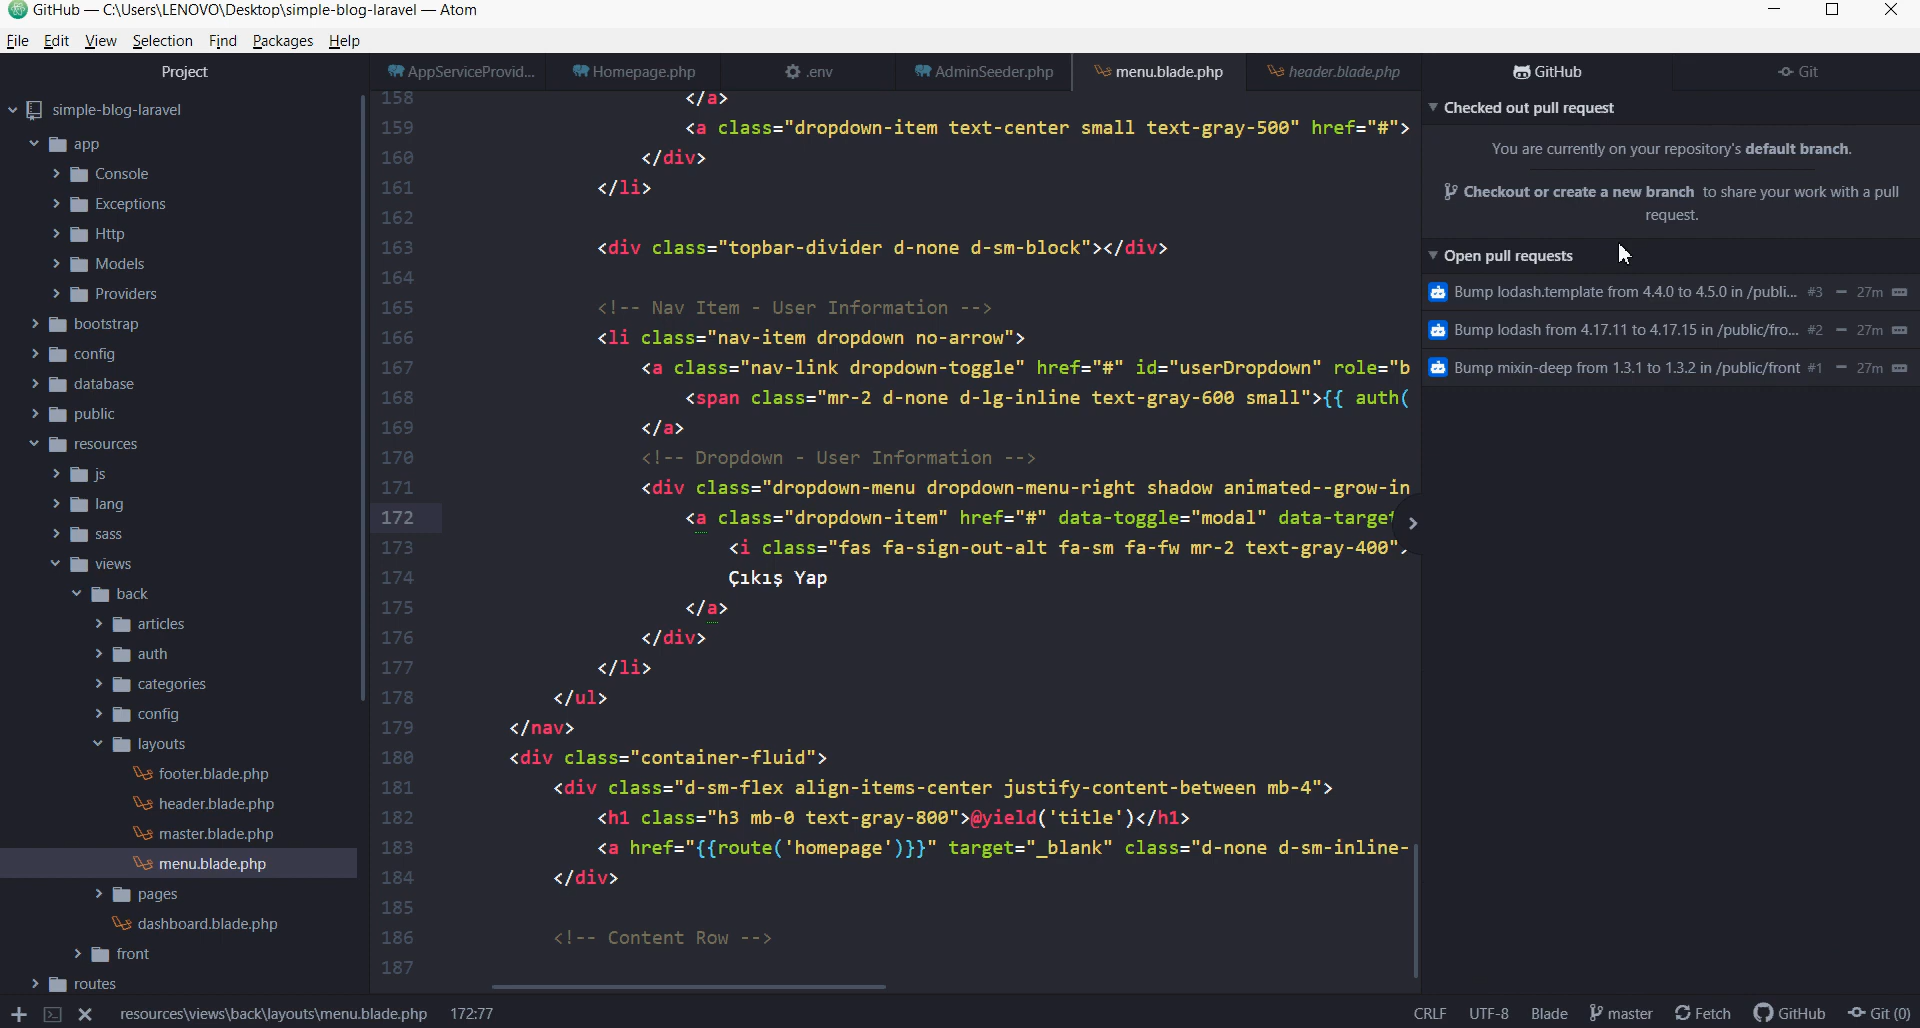 GitHub — C:\Users\LENOVO\Desktop\simple-blog-laravel — Atom
File Edit View Selection Find Packages Help
Project
simple-blog-laravel
app
Console
Exceptions
Http
Models
Providers
bootstrap
config
database
public
resources
js
lang
sass
views
back
articles
auth
categories
config
layouts
footer.blade.php
header.blade.php
master.blade.php
menu.blade.php
pages
dashboard.blade.php
front
routes
AppServiceProvid... Homepage.php .env AdminSeeder.php menu.blade.php header.blade.php
158 </a>
159 <a class="dropdown-item text-center small text-gray-500" href="#">
160 </div>
161 </li>
162
163 <div class="topbar-divider d-none d-sm-block"></div>
164
165 <!-- Nav Item - User Information -->
166 <li class="nav-item dropdown no-arrow">
167 <a class="nav-link dropdown-toggle" href="#" id="userDropdown" role="b
168 <span class="mr-2 d-none d-lg-inline text-gray-600 small">{{ auth(
169 </a>
170 <!-- Dropdown - User Information -->
171 <div class="dropdown-menu dropdown-menu-right shadow animated--grow-in
172 <a class="dropdown-item" href="#" data-toggle="modal" data-target
173 <i class="fas fa-sign-out-alt fa-sm fa-fw mr-2 text-gray-400"
174 Çıkış Yap
175 </a>
176 </div>
177 </li>
178 </ul>
179 </nav>
180 <div class="container-fluid">
181 <div class="d-sm-flex align-items-center justify-content-between mb-4">
182 <h1 class="h3 mb-0 text-gray-800">@yield('title')</h1>
183 <a href="{{route('homepage')}}" target="_blank" class="d-none d-sm-inline-
184 </div>
185
186 <!-- Content Row -->
187
GitHub Git
Checked out pull request
You are currently on your repository's default branch.
Checkout or create a new branch to share your work with a pull
request.
Open pull requests
Bump lodash.template from 4.4.0 to 4.5.0 in /publi... #3 27m
Bump lodash from 4.17.11 to 4.17.15 in /public/fro... #2 27m
Bump mixin-deep from 1.3.1 to 1.3.2 in /public/front #1 27m
resources\views\back\layouts\menu.blade.php 172:77 CRLF UTF-8 Blade master Fetch GitHub Git (0)